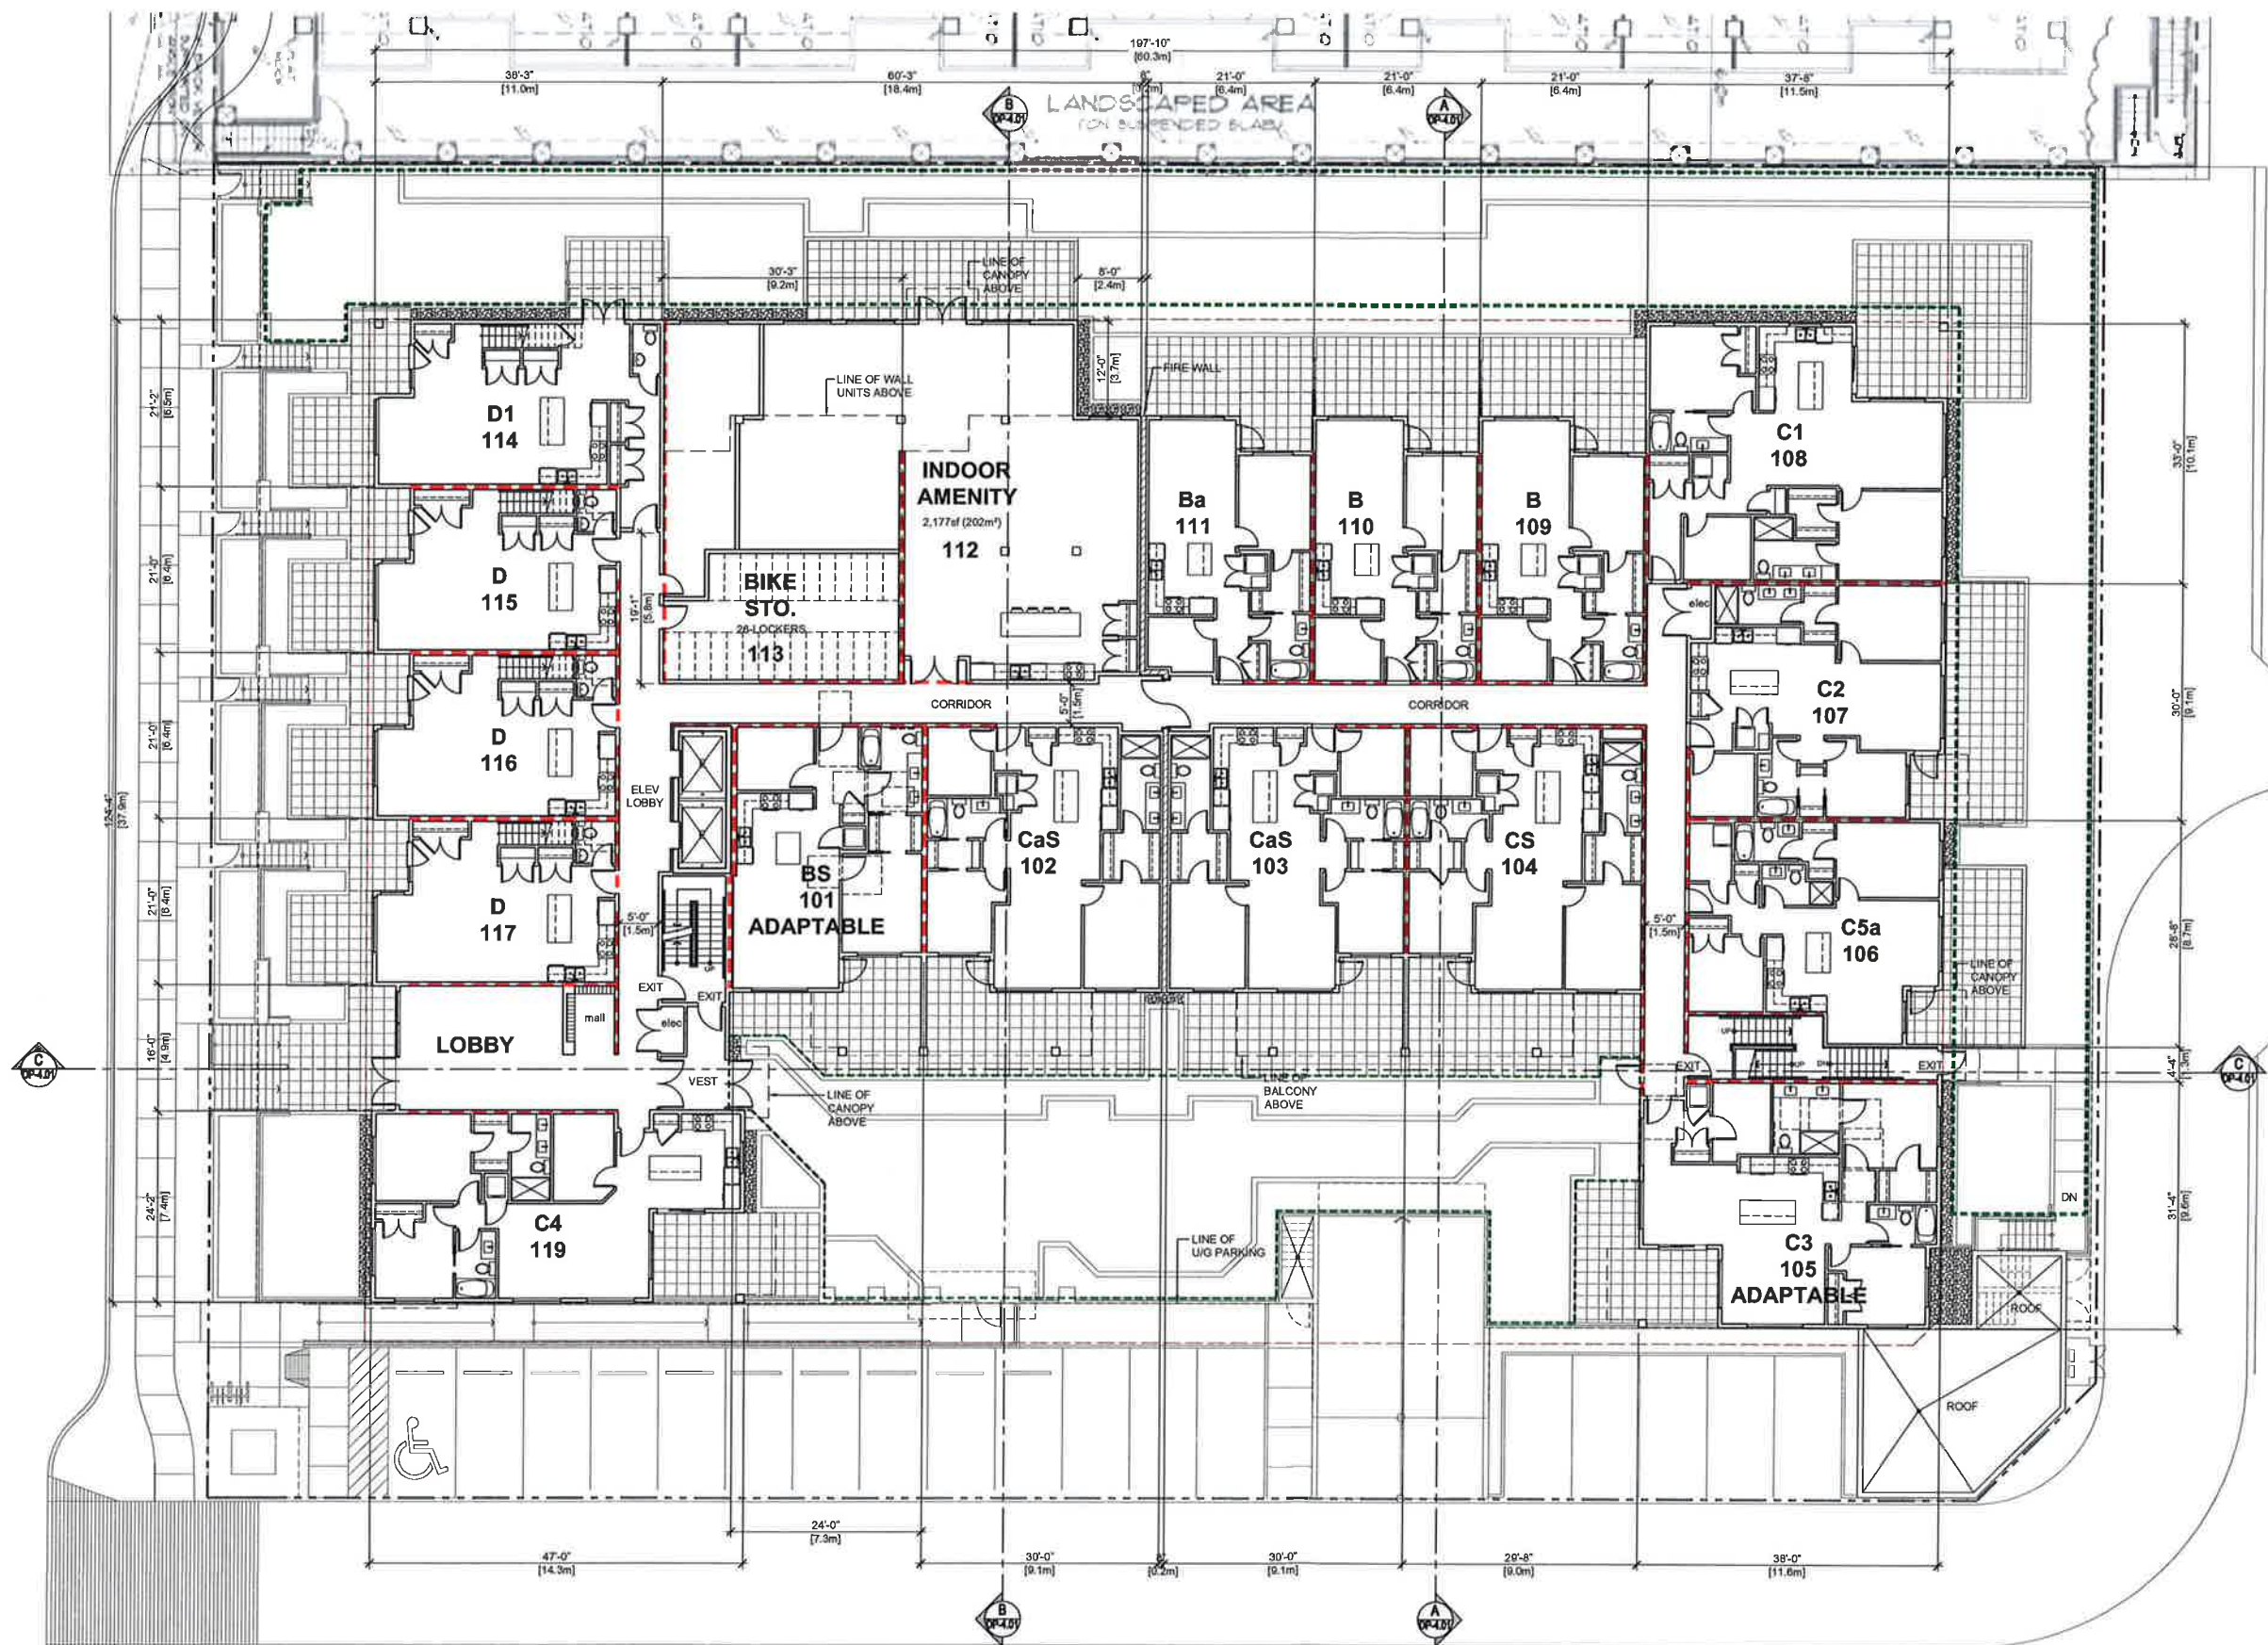 197'-10"
[60.3m]
38'-3"
[11.0m]
60'-3"
[18.4m]
21'-0"
[6.4m]
21'-0"
[6.4m]
21'-0"
[6.4m]
37'-8"
[11.5m]
B
DP-4.01
A
DP-4.01
LANDSCAPED AREA
(ON SUSPENDED SLAB)
30'-3"
[9.2m]
LINE OF
CANOPY
ABOVE
8'-0"
[2.4m]
12'-0"
[3.7m]
FIRE WALL
LINE OF WALL
UNITS ABOVE
21'-2"
[6.5m]
D1
114
INDOOR
AMENITY
2,177sf (202m²)
112
C1
108
33'-0"
[10.1m]
Ba
111
B
110
B
109
21'-0"
[6.4m]
D
115
19'-1"
[5.8m]
BIKE
STO.
26-LOCKERS
113
elec
C2
107
30'-0"
[9.1m]
CORRIDOR
5'-0"
[1.5m]
CORRIDOR
21'-0"
[6.4m]
D
116
ELEV
LOBBY
124'-4"
[37.9m]
CaS
102
CaS
103
CS
104
BS
101
ADAPTABLE
21'-0"
[6.4m]
D
117
5'-0"
[1.5m]
UP
5'-0"
[1.5m]
C5a
106
28'-8"
[8.7m]
LINE OF
CANOPY
ABOVE
EXIT
EXIT
mail
elec
LOBBY
16'-0"
[4.9m]
C
DP-4.01
VEST
UP
UP
DN
EXIT
EXIT
4'-4"
[1.3m]
C
DP-4.01
LINE OF
CANOPY
ABOVE
LINE OF
BALCONY
ABOVE
24'-2"
[7.4m]
C4
119
LINE OF
U/G PARKING
C3
105
ADAPTABLE
31'-4"
[9.6m]
DN
ROOF
ROOF
24'-0"
[7.3m]
47'-0"
[14.3m]
30'-0"
[9.1m]
[0.2m]
30'-0"
[9.1m]
29'-8"
[9.0m]
38'-0"
[11.6m]
B
DP-4.01
A
DP-4.01